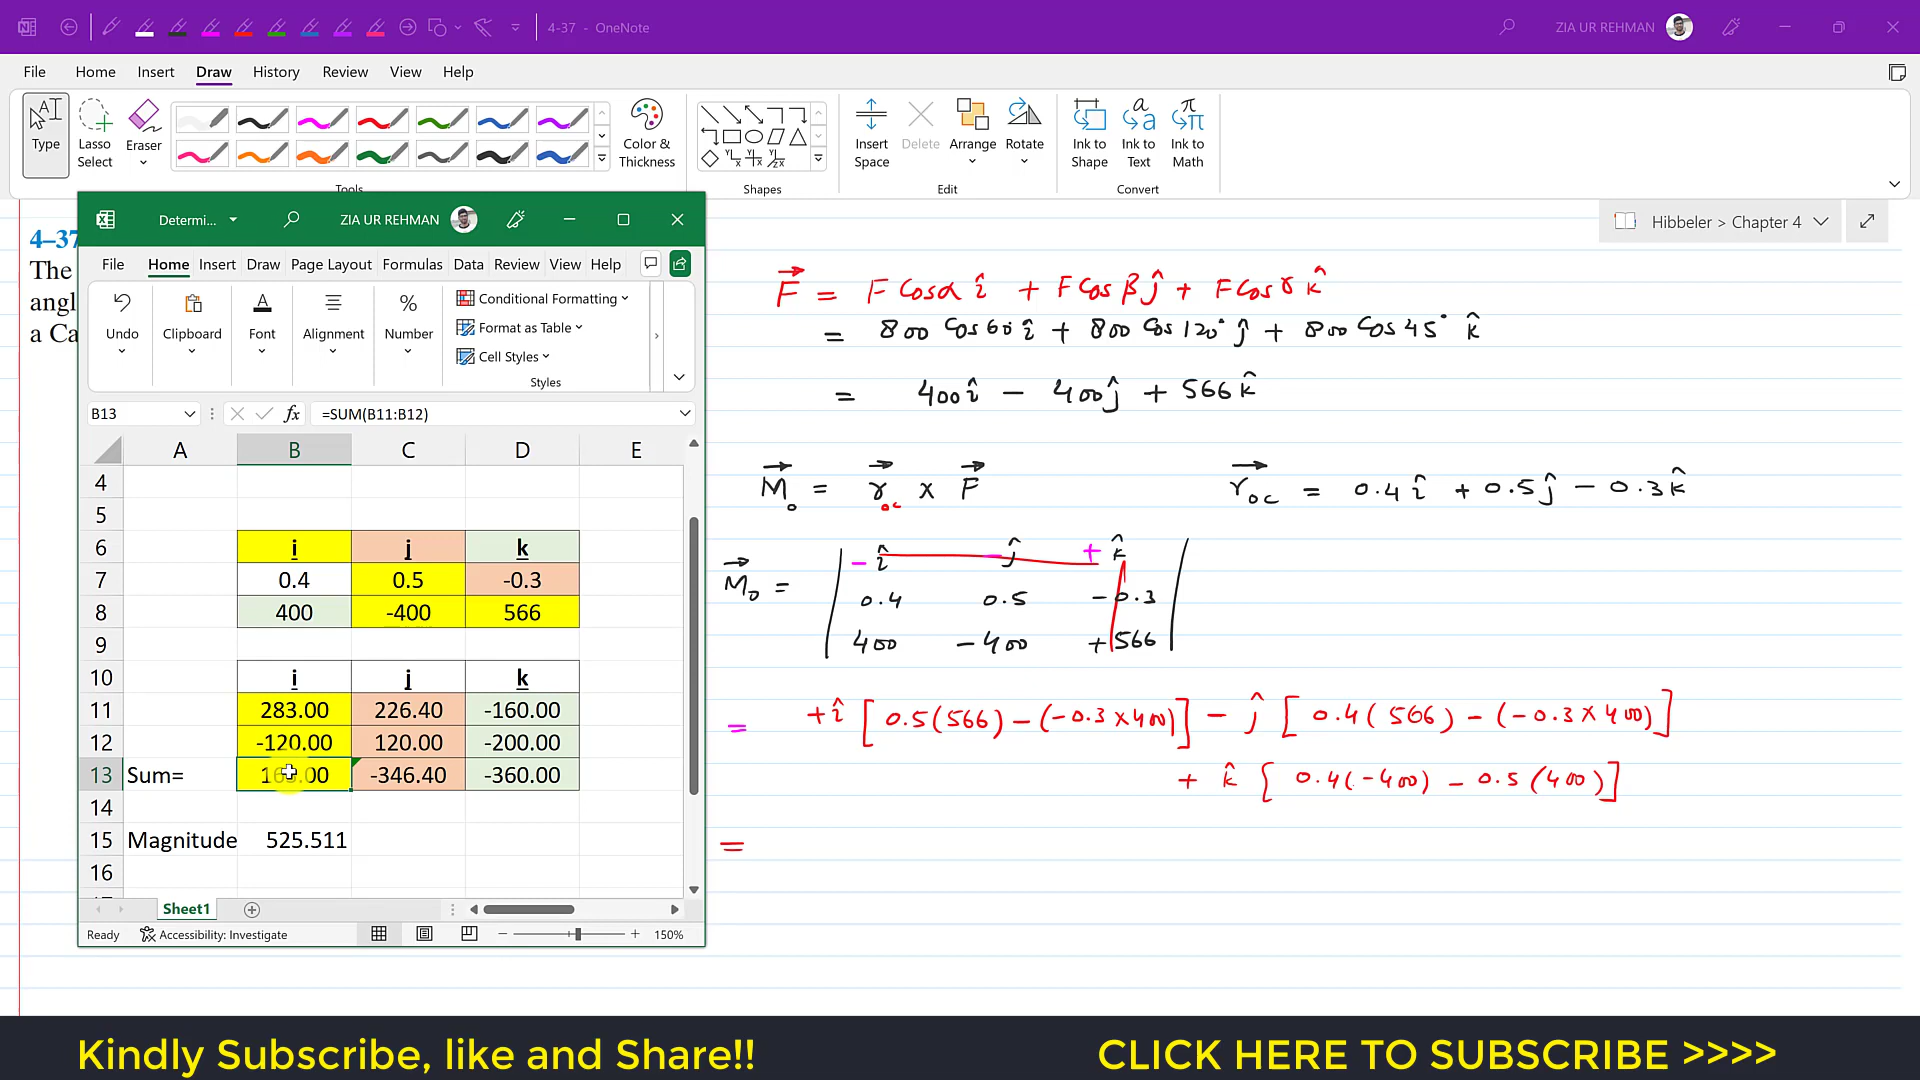 4-37 - OneNote
ZIA UR REHMAN
File Home Insert Draw History Review View Help
Type
Lasso Select
Eraser
Color & Thickness
Insert Space
Delete
Arrange
Rotate
Ink to Shape
Ink to Text
Ink to Math
Tools
Shapes
Edit
Convert
Hibbeler > Chapter 4
4–37
The
angl
a Ca
Determi...
ZIA UR REHMAN
File Home Insert Draw Page Layout Formulas Data Review View Help
Undo
Clipboard
Font
Alignment
Number
Conditional Formatting
Format as Table
Cell Styles
Styles
B13
fx
=SUM(B11:B12)
A B C D E
4
5
6 i j k
7 0.4 0.5 -0.3
8 400 -400 566
9
10 i j k
11 283.00 226.40 -160.00
12 -120.00 120.00 -200.00
13 Sum= 163.00 -346.40 -360.00
14
15 Magnitude 525.511
16
Sheet1
Ready
Accessibility: Investigate
150%
F = F Cosα î + F Cos β ĵ + F Cos γ k̂
= 800 Cos 60° î + 800 Cos 120° ĵ + 800 Cos 45° k̂
= 400 î − 400 ĵ + 566 k̂
M₀ = r_oc x F
r_oc = 0.4 î + 0.5 ĵ − 0.3 k̂
M₀ = | − î − ĵ + k̂ |
0.4 0.5 −0.3
400 −400 +566
= + î [ 0.5(566) − (−0.3×400) ] − ĵ [ 0.4(566) − (−0.3×400) ]
+ k̂ [ 0.4(−400) − 0.5(400) ]
=
Kindly Subscribe, like and Share!!
CLICK HERE TO SUBSCRIBE >>>>